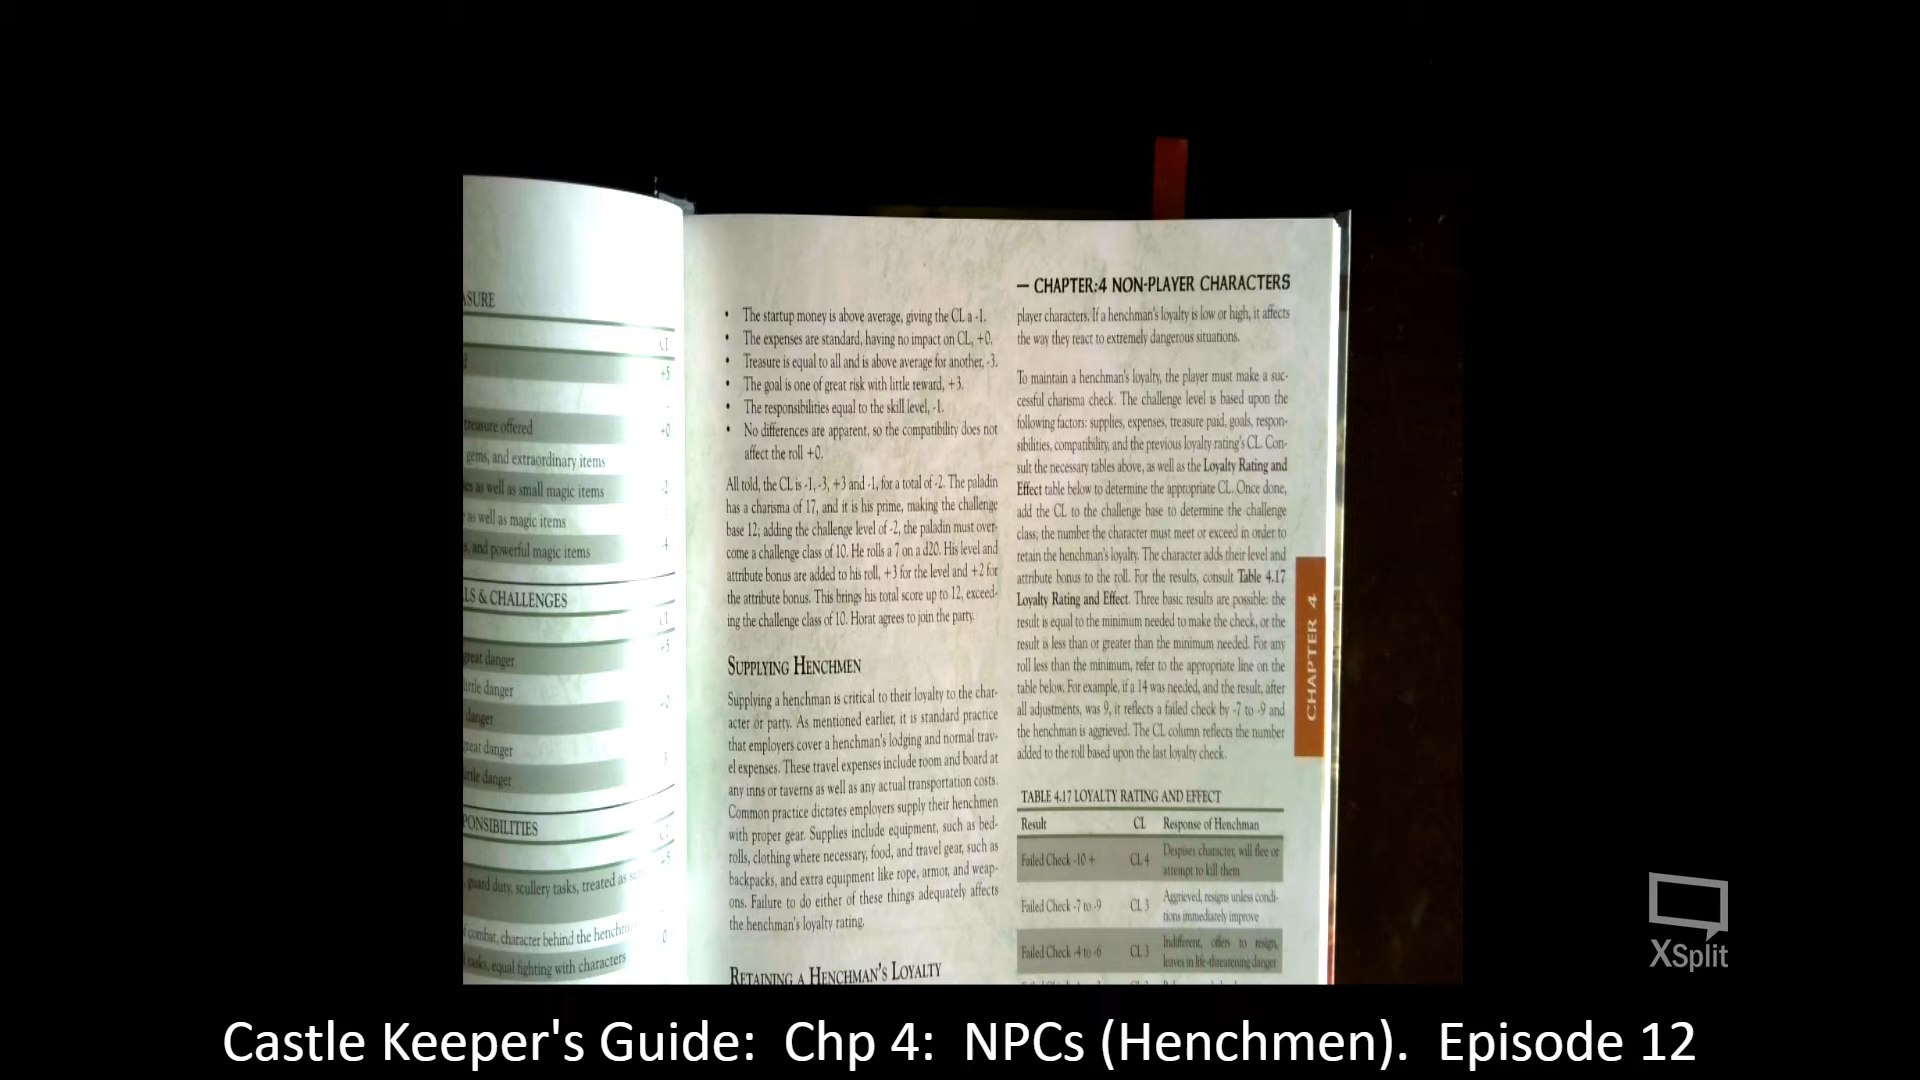 ASURE
+5
treasure offered
+0
gems, and extraordinary items
es as well as small magic items
-2
as well as magic items
s, and powerful magic items
4
LS & CHALLENGES
+5
great danger
little danger
danger
great danger
3
little danger
PONSIBILITIES
guard duty, scullery tasks, treated as
combat, character behind the
0
tasks, equal fighting with characters
• The startup money is above average, giving the CL a -1.
• The expenses are standard, having no impact on CL, +0.
• Treasure is equal to all and is above average for another, -3.
• The goal is one of great risk with little reward, +3.
• The responsibilities equal to the skill level, -1.
• No differences are apparent, so the compatibility does not
affect the roll +0.
All told, the CL is -1, -3, +3 and -1, for a total of -2. The paladin
has a charisma of 17, and it is his prime, making the challenge
base 12; adding the challenge level of -2, the paladin must over-
come a challenge class of 10. He rolls a 7 on a d20. His level and
attribute bonus are added to his roll, +3 for the level and +2 for
the attribute bonus. This brings his total score up to 12, exceed-
ing the challenge class of 10. Horat agrees to join the party.
SUPPLYING HENCHMEN
Supplying a henchman is critical to their loyalty to the char-
acter or party. As mentioned earlier, it is standard practice
that employers cover a henchman's lodging and normal trav-
el expenses. These travel expenses include room and board at
any inns or taverns as well as any actual transportation costs.
Common practice dictates employers supply their henchmen
with proper gear. Supplies include equipment, such as bed-
rolls, clothing where necessary, food, and travel gear, such as
backpacks, and extra equipment like rope, armor, and weap-
ons. Failure to do either of these things adequately affects
the henchman's loyalty rating.
RETAINING A HENCHMAN'S LOYALTY
— CHAPTER:4 NON-PLAYER CHARACTERS
player characters. If a henchman's loyalty is low or high, it affects
the way they react to extremely dangerous situations.
To maintain a henchman's loyalty, the player must make a suc-
cessful charisma check. The challenge level is based upon the
following factors: supplies, expenses, treasure paid, goals, respon-
sibilities, compatibility, and the previous loyalty rating's CL. Con-
sult the necessary tables above, as well as the Loyalty Rating and
Effect table below to determine the appropriate CL. Once done,
add the CL to the challenge base to determine the challenge
class; the number the character must meet or exceed in order to
retain the henchman's loyalty. The character adds their level and
attribute bonus to the roll. For the results, consult Table 4.17
Loyalty Rating and Effect. Three basic results are possible: the
result is equal to the minimum needed to make the check, or the
result is less than or greater than the minimum needed. For any
roll less than the minimum, refer to the appropriate line on the
table below. For example, if a 14 was needed, and the result, after
all adjustments, was 9, it reflects a failed check by -7 to -9 and
the henchman is aggrieved. The CL column reflects the number
added to the roll based upon the last loyalty check.
TABLE 4.17 LOYALTY RATING AND EFFECT
Result CL Response of Henchman
Failed Check -10 + CL 4 Despises character, will flee or
attempt to kill them
Failed Check -7 to -9 CL 3 Aggrieved, resigns unless condi-
tions immediately improve
Failed Check -4 to -6 CL 3 Indifferent, offers to resign,
leaves in life-threatening danger
CHAPTER 4
XSplit
Castle Keeper's Guide: Chp 4: NPCs (Henchmen). Episode 12